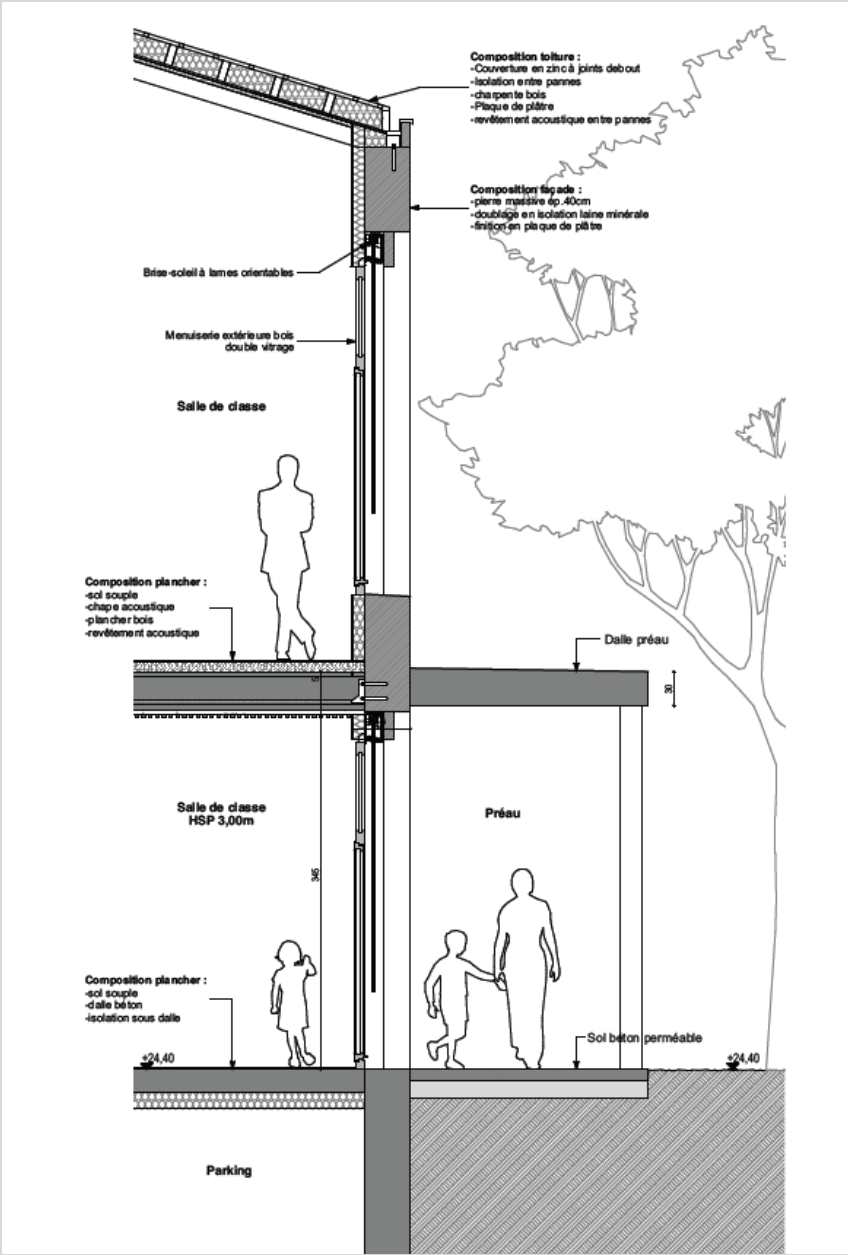 Composition toiture :
-Couverture en zinc à joints debout
-Isolation entre pannes
-charpente bois
-Plaque de plâtre
-revêtement acoustique entre pannes
Composition façade :
-pierre massive ép.40cm
-doublage en isolation laine minérale
-finition en plaque de plâtre
Brise-soleil à lames orientables
Menuiserie extérieure bois
double vitrage
Salle de classe
Composition plancher :
-sol souple
-chape acoustique
-plancher bois
-revêtement acoustique
Dalle préau
5
30
Salle de classe
HSP 3,00m
Préau
345
Composition plancher :
-sol souple
-dalle béton
-isolation sous dalle
Sol béton perméable
+24,40
+24,40
Parking